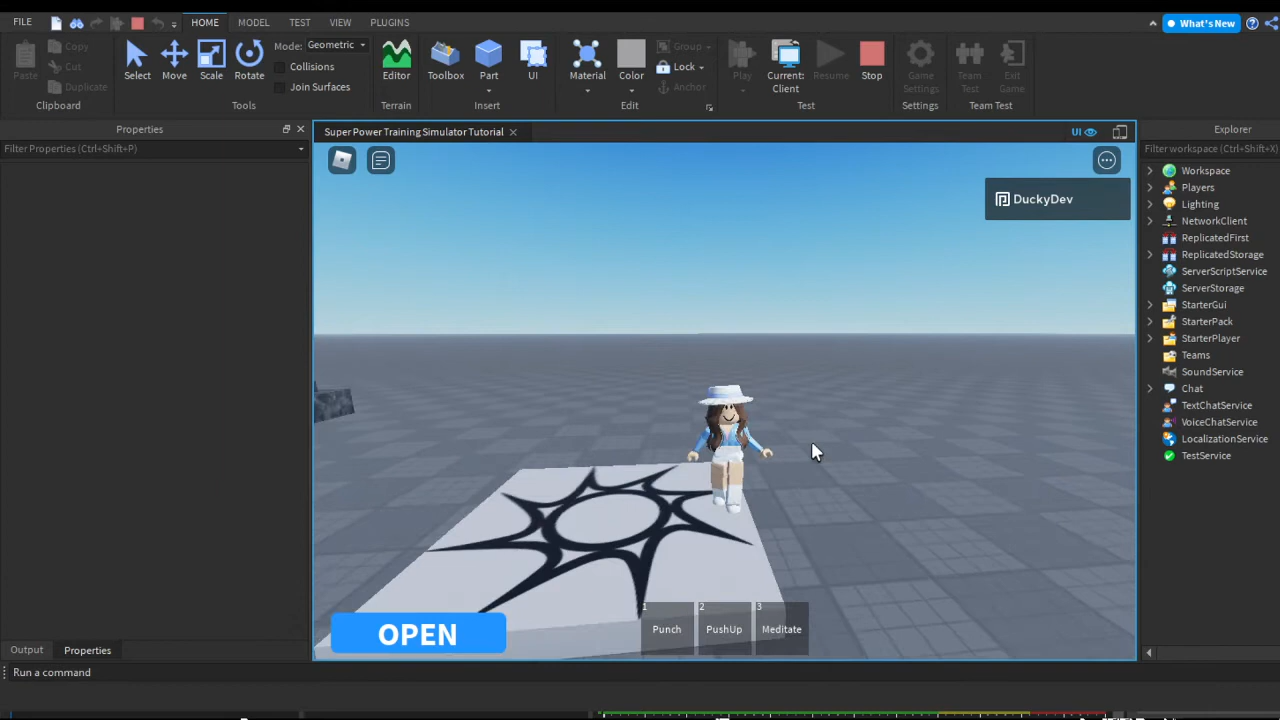 FILE HOME MODEL TEST VIEW PLUGINS What's New
Paste Copy Cut Duplicate Clipboard
Select Move Scale Rotate Mode: Geometric Collisions Join Surfaces Tools
Editor Terrain
Toolbox Part UI Insert
Material Color Group Lock Anchor Edit
Play Current: Client Resume Stop Test
Game Settings Settings
Team Test Exit Game Team Test
Properties
Filter Properties (Ctrl+Shift+P)
Super Power Training Simulator Tutorial
UI
DuckyDev
Explorer
Filter workspace (Ctrl+Shift+X)
Workspace
Players
Lighting
NetworkClient
ReplicatedFirst
ReplicatedStorage
ServerScriptService
ServerStorage
StarterGui
StarterPack
StarterPlayer
Teams
SoundService
Chat
TextChatService
VoiceChatService
LocalizationService
TestService
OPEN
1 2 3
Punch PushUp Meditate
Output Properties
Run a command